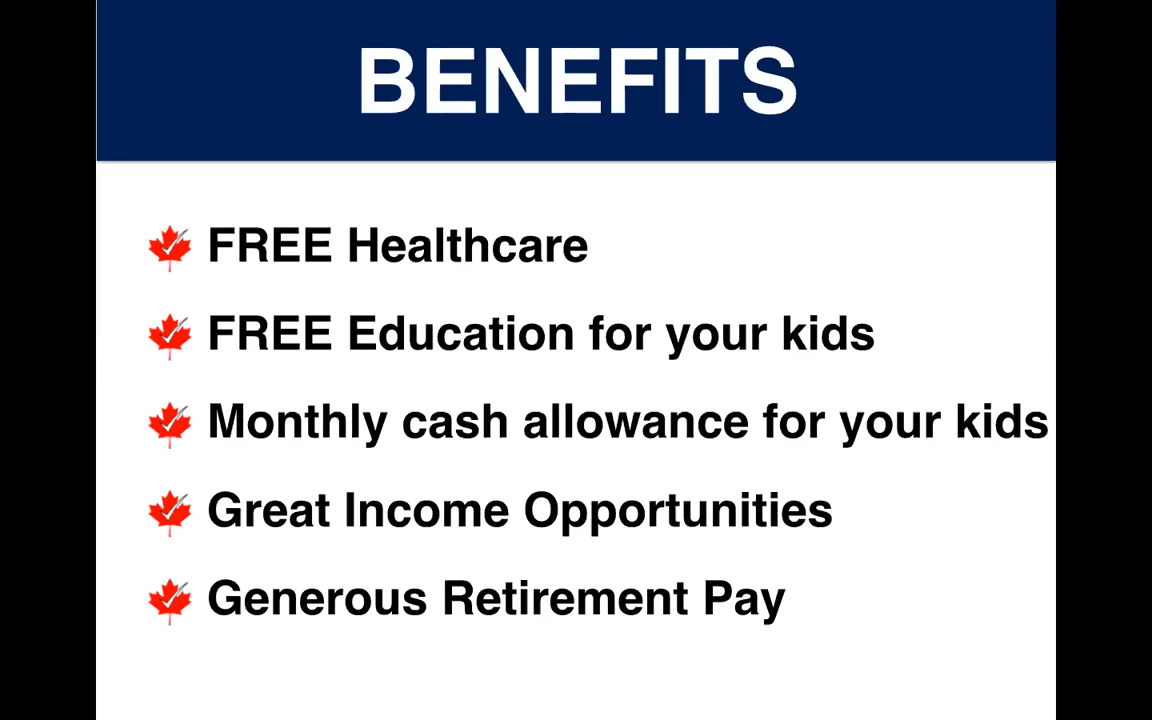 BENEFITS
FREE Healthcare
FREE Education for your kids
Monthly cash allowance for your kids
Great Income Opportunities
Generous Retirement Pay